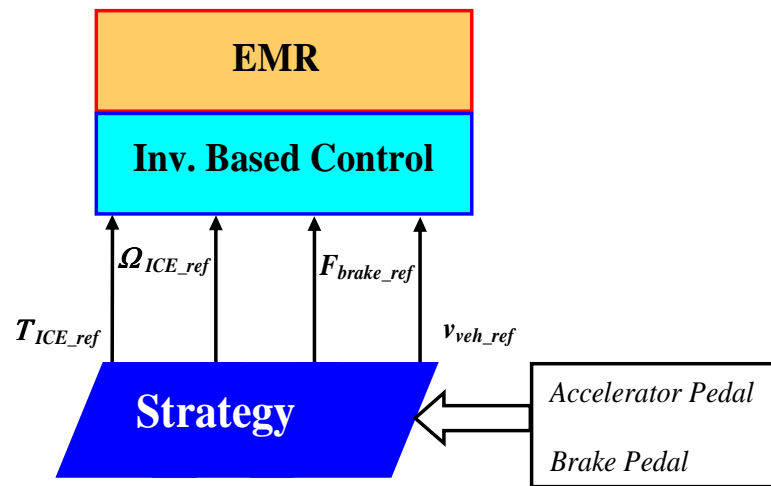 EMR
Inv. Based Control
Ω ICE_ref
F brake_ref
T ICE_ref
v veh_ref
Strategy
Accelerator Pedal
Brake Pedal